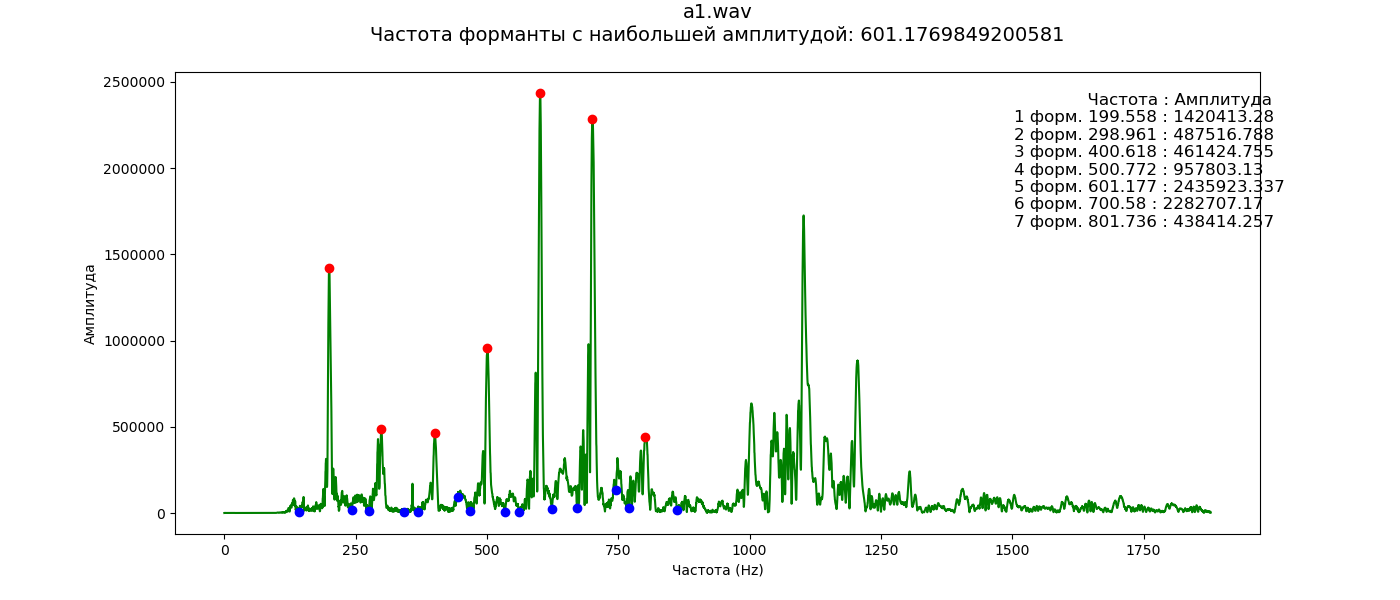 a1.wav
Частота форманты с наибольшей амплитудой: 601.1769849200581
Частота : Амплитуда
1 форм. 199.558 : 1420413.28
2 форм. 298.961 : 487516.788
3 форм. 400.618 : 461424.755
4 форм. 500.772 : 957803.13
5 форм. 601.177 : 2435923.337
6 форм. 700.58 : 2282707.17
7 форм. 801.736 : 438414.257
Амплитуда
2500000
2000000
1500000
1000000
500000
0
0 250 500 750 1000 1250 1500 1750
Частота (Hz)